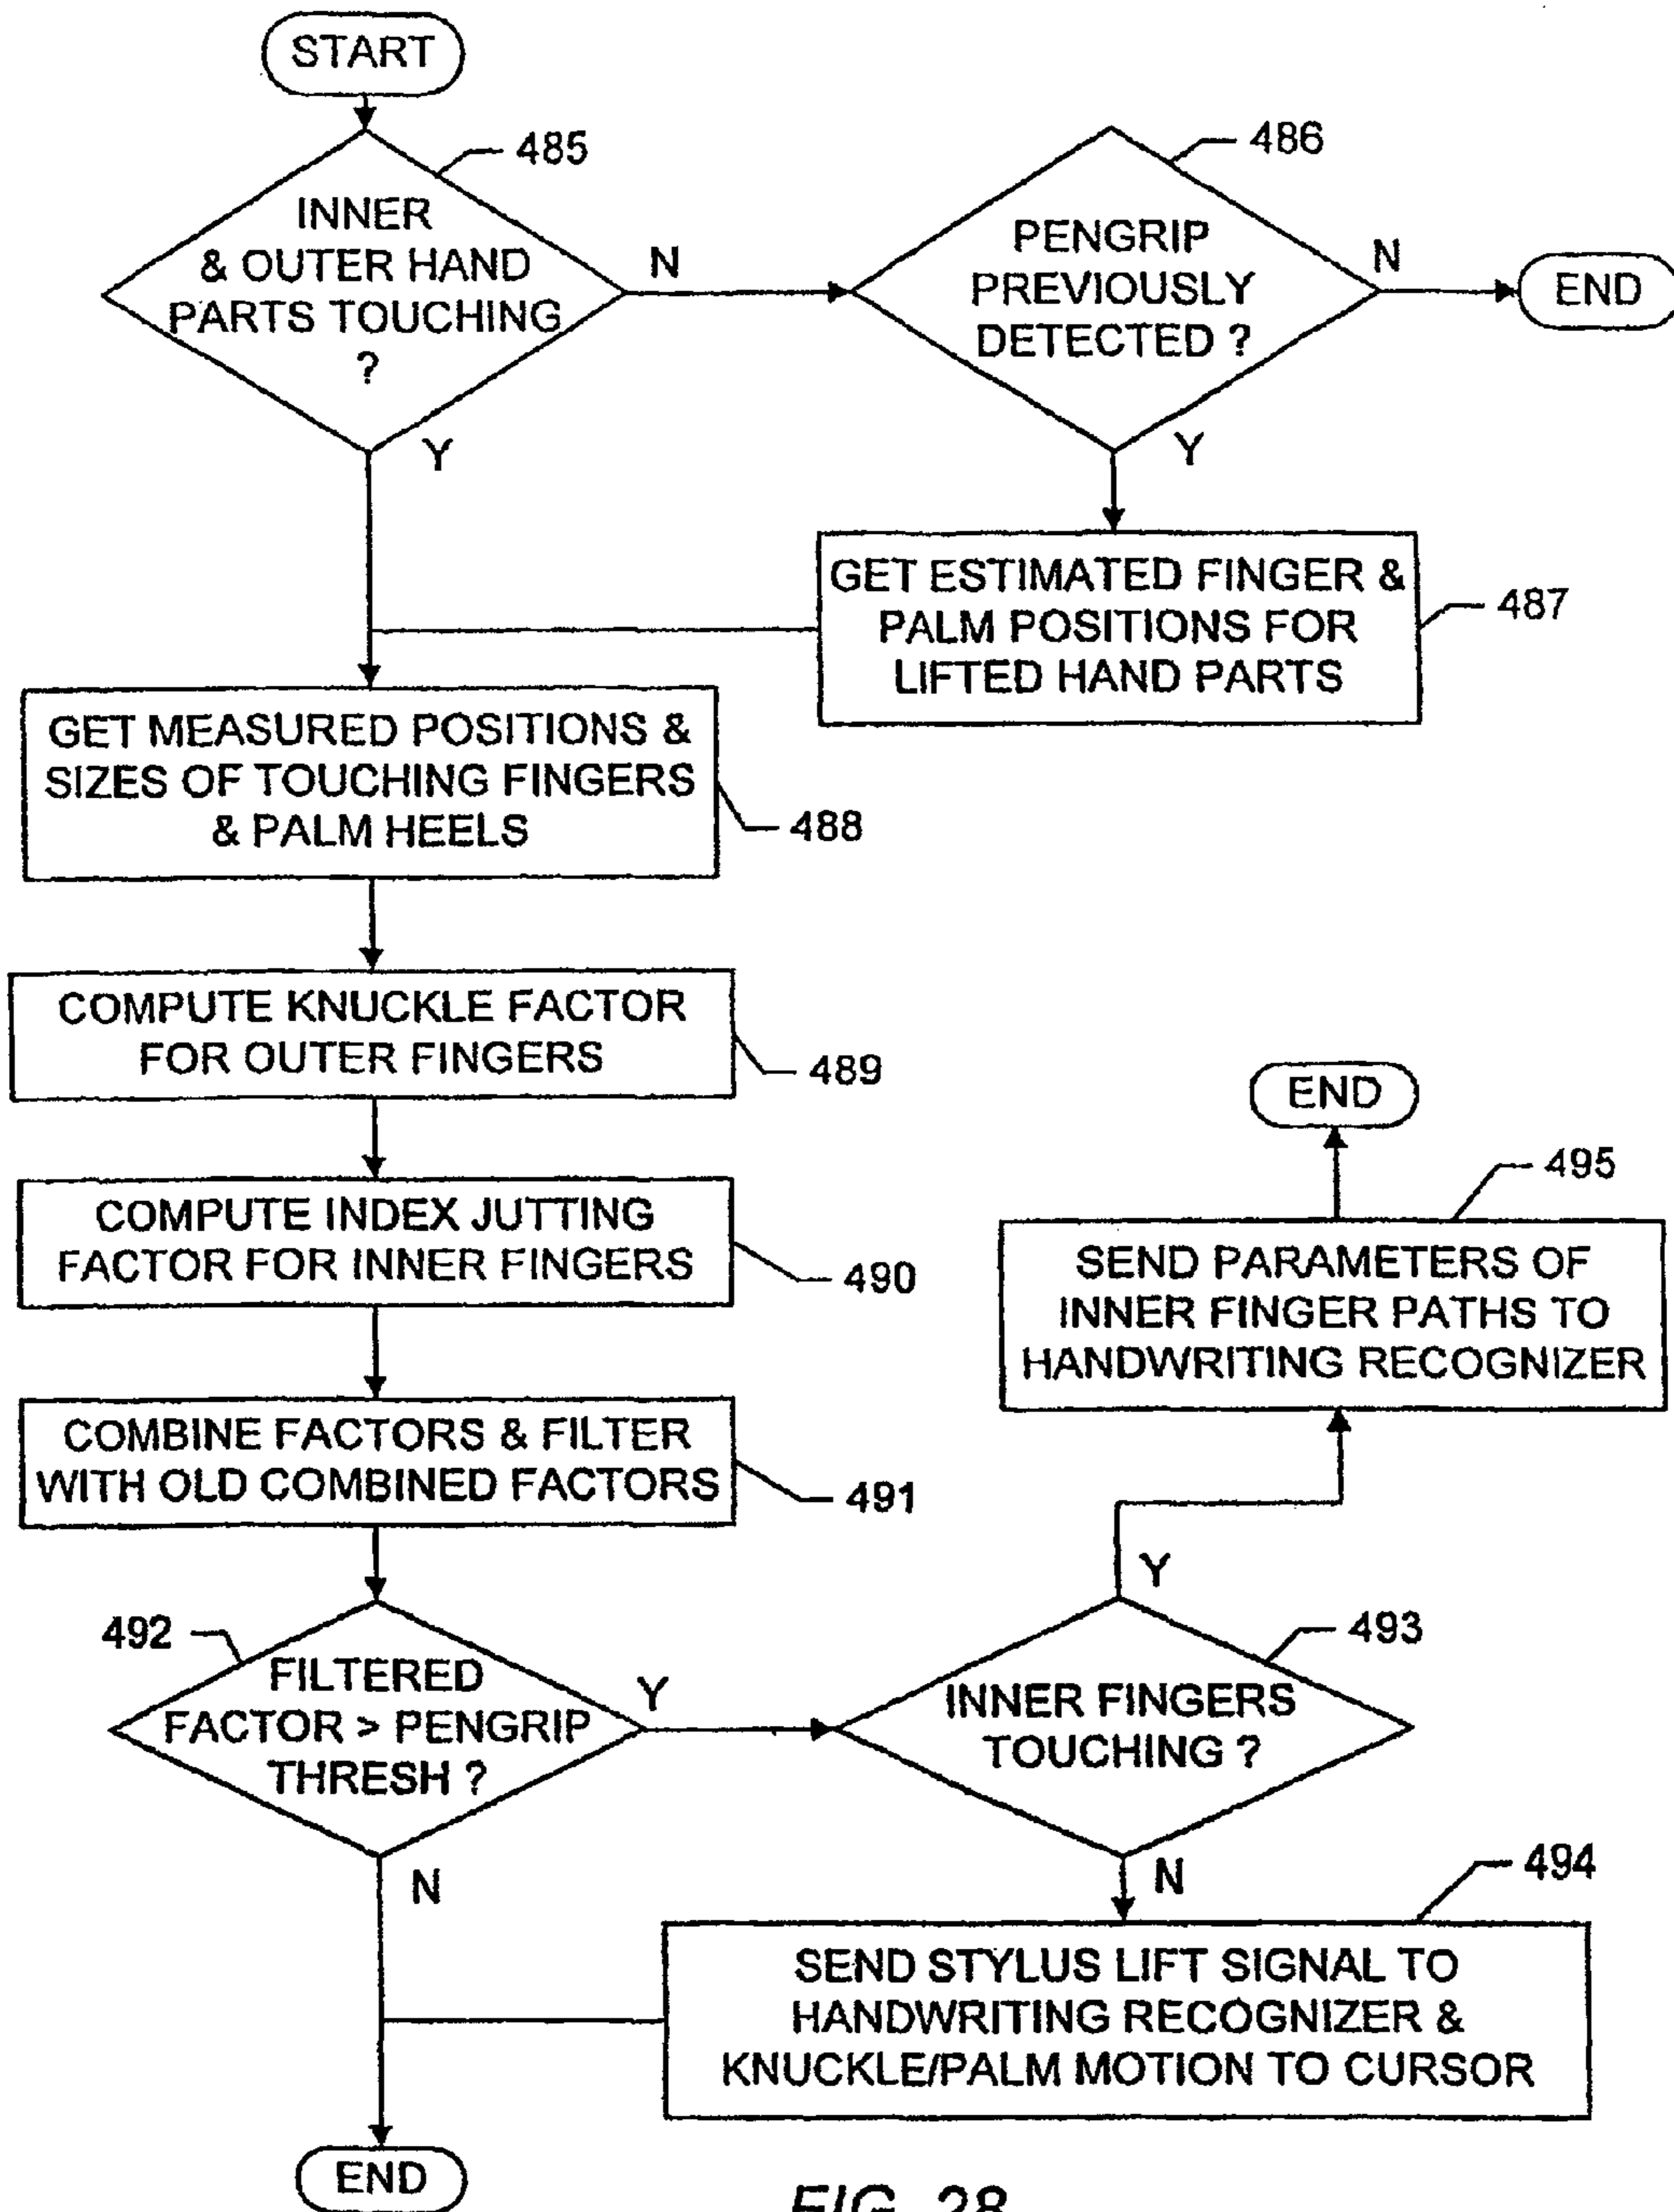 START
485
INNER
& OUTER HAND
PARTS TOUCHING
?
N
Y
486
PENGRIP
PREVIOUSLY
DETECTED ?
N
END
Y
GET ESTIMATED FINGER &
PALM POSITIONS FOR
LIFTED HAND PARTS
487
GET MEASURED POSITIONS &
SIZES OF TOUCHING FINGERS
& PALM HEELS
488
COMPUTE KNUCKLE FACTOR
FOR OUTER FINGERS
489
COMPUTE INDEX JUTTING
FACTOR FOR INNER FINGERS
490
COMBINE FACTORS & FILTER
WITH OLD COMBINED FACTORS
491
492
FILTERED
FACTOR > PENGRIP
THRESH ?
Y
N
END
495
SEND PARAMETERS OF
INNER FINGER PATHS TO
HANDWRITING RECOGNIZER
Y
493
INNER FINGERS
TOUCHING ?
N
494
SEND STYLUS LIFT SIGNAL TO
HANDWRITING RECOGNIZER &
KNUCKLE/PALM MOTION TO CURSOR
END
FIG. 28